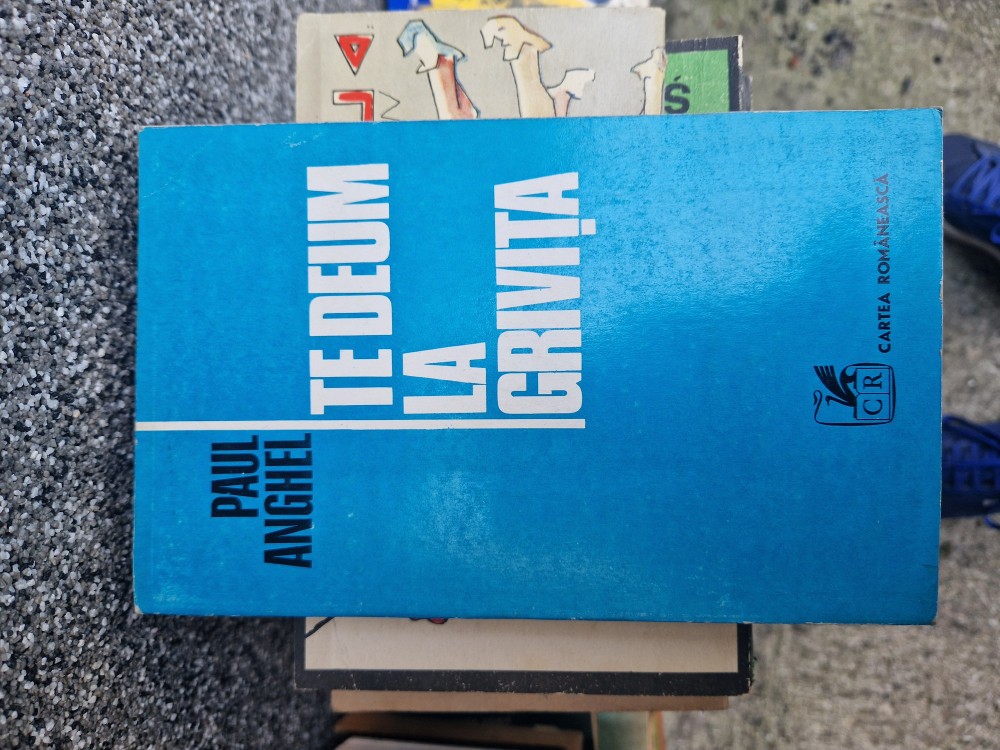 PAUL
ANGHEL
TE DEUM
LA
GRIVIȚA
CR
CARTEA ROMÂNEASCĂ